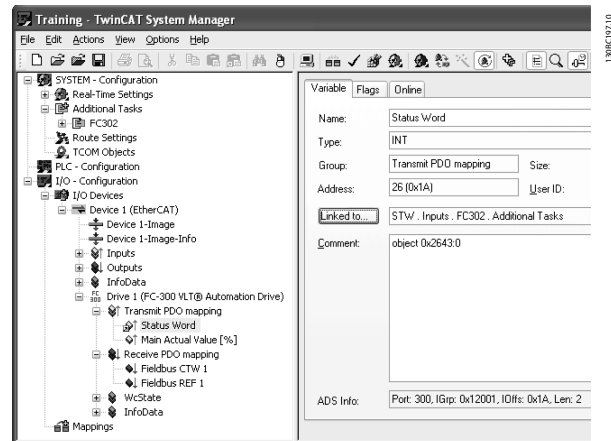 Training - TwinCAT System Manager
File Edit Actions View Options Help
SYSTEM - Configuration
Real-Time Settings
Additional Tasks
FC302
Route Settings
TCOM Objects
PLC - Configuration
I/O - Configuration
I/O Devices
Device 1 (EtherCAT)
Device 1-Image
Device 1-Image-Info
Inputs
Outputs
InfoData
Drive 1 (FC-300 VLT® Automation Drive)
Transmit PDO mapping
Status Word
Main Actual Value [%]
Receive PDO mapping
Fieldbus CTW 1
Fieldbus REF 1
WcState
InfoData
Mappings
Variable Flags Online
Name: Status Word
Type: INT
Group: Transmit PDO mapping Size:
Address: 26 (0x1A) User ID:
Linked to... STW . Inputs . FC302 . Additional Tasks
Comment: object 0x2643:0
ADS Info: Port: 300, IGrp: 0x12001, IOffs: 0x1A, Len: 2
130BC197.10